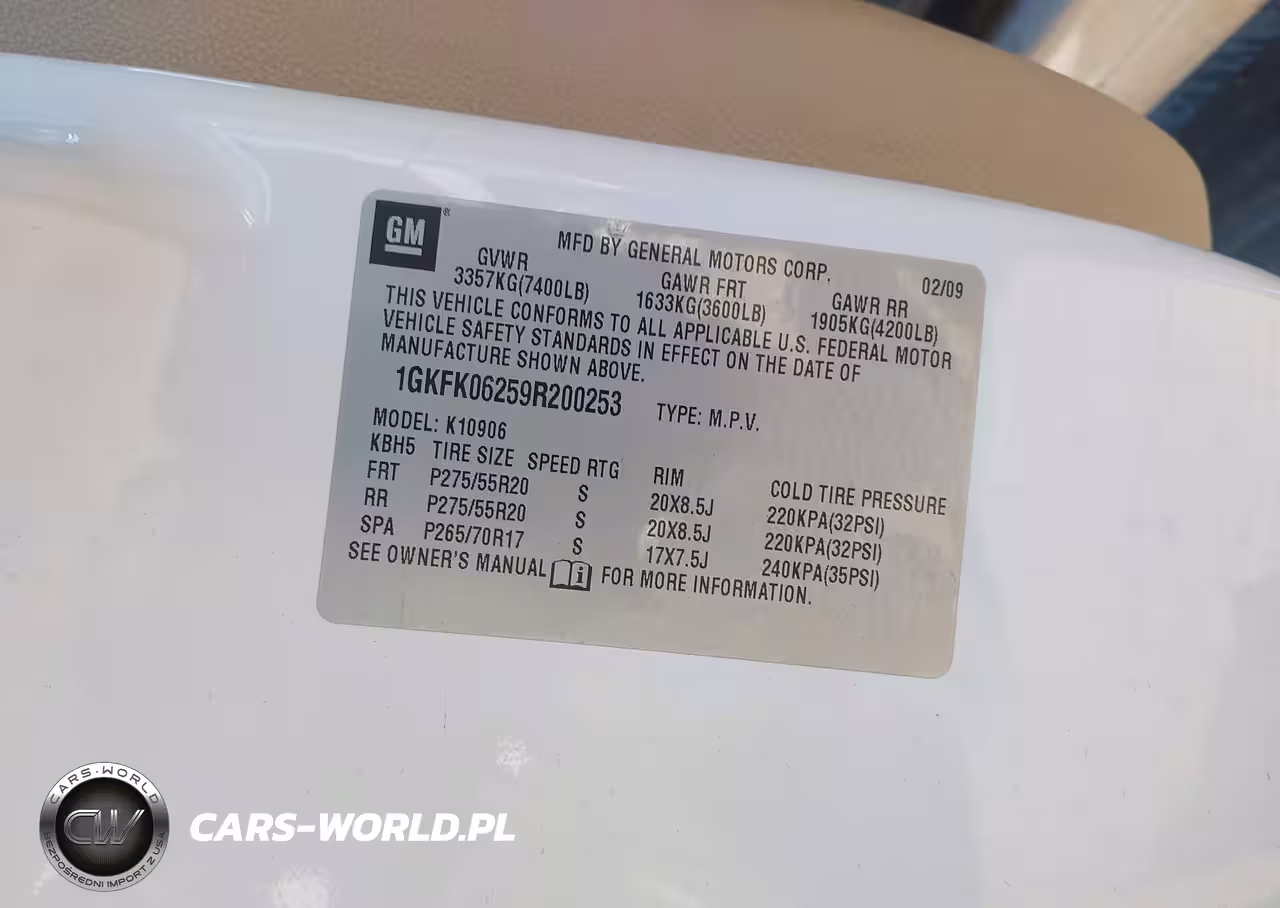 GM®
MFD BY GENERAL MOTORS CORP.
02/09
GVWR GAWR FRT GAWR RR
3357KG(7400LB) 1633KG(3600LB) 1905KG(4200LB)
THIS VEHICLE CONFORMS TO ALL APPLICABLE U.S. FEDERAL MOTOR
VEHICLE SAFETY STANDARDS IN EFFECT ON THE DATE OF
MANUFACTURE SHOWN ABOVE.
1GKFK06259R200253 TYPE: M.P.V.
MODEL: K10906
KBH5 TIRE SIZE SPEED RTG RIM COLD TIRE PRESSURE
FRT P275/55R20 S 20X8.5J 220KPA(32PSI)
RR P275/55R20 S 20X8.5J 220KPA(32PSI)
SPA P265/70R17 S 17X7.5J 240KPA(35PSI)
SEE OWNER'S MANUAL i FOR MORE INFORMATION.
CARS-WORLD
CW
BEZPOŚREDNI IMPORT Z USA
CARS-WORLD.PL